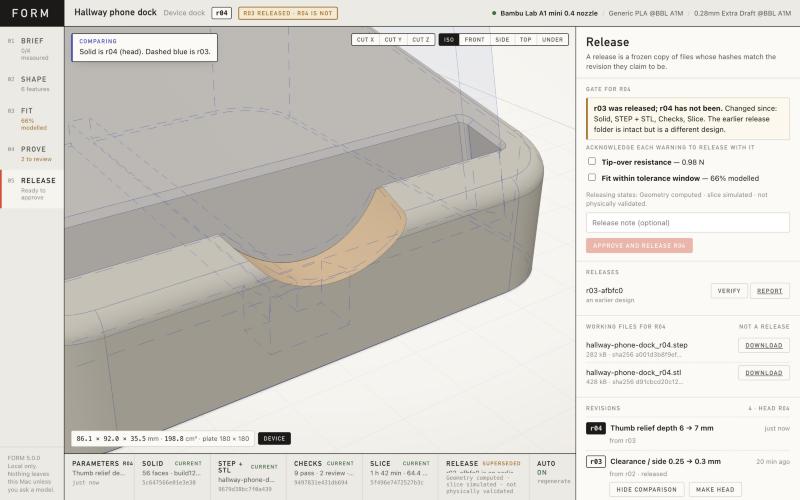 FORM
Hallway phone dock Device dock r04 R03 RELEASED · R04 IS NOT
Bambu Lab A1 mini 0.4 nozzle / Generic PLA @BBL A1M / 0.28mm Extra Draft @BBL A1M
01 BRIEF
0/4
measured
02 SHAPE
6 features
03 FIT
66%
modelled
04 PROVE
2 to review
05 RELEASE
Ready to
approve
FORM 5.0.0
Local only.
Nothing leaves
this Mac unless
you ask a model.
COMPARING
Solid is r04 (head). Dashed blue is r03.
CUT X CUT Y CUT Z
ISO FRONT SIDE TOP UNDER
86.1 × 92.0 × 35.5 mm · 198.8 cm³ · plate 180 × 180
DEVICE
PARAMETERS R04
Thumb relief de...
just now
SOLID CURRENT
56 faces · build12...
STEP + STL CURRENT
hallway-phone-d...
CHECKS CURRENT
9 pass · 2 review ·...
SLICE CURRENT
1 h 42 min · 64.4 ...
RELEASE SUPERSEDED
Geometry computed ·
slice simulated · not
physically validated
AUTO
ON
regenerate
Release
A release is a frozen copy of files whose hashes match the
revision they claim to be.
GATE FOR R04
r03 was released; r04 has not been. Changed since:
Solid, STEP + STL, Checks, Slice. The earlier release
folder is intact but is a different design.
ACKNOWLEDGE EACH WARNING TO RELEASE WITH IT
Tip-over resistance — 0.98 N
Fit within tolerance window — 66% modelled
Releasing states: Geometry computed · slice simulated · not
physically validated.
Release note (optional)
APPROVE AND RELEASE R04
RELEASES
r03-afbfc0
an earlier design
VERIFY REPORT
WORKING FILES FOR R04 NOT A RELEASE
hallway-phone-dock_r04.step
282 kB · sha256 a001d3b8f9ef...
DOWNLOAD
hallway-phone-dock_r04.stl
428 kB · sha256 d91cbcd20c12...
DOWNLOAD
REVISIONS 4 · HEAD R04
r04 Thumb relief depth 6 → 7 mm just now
from r03
r03 Clearance / side 0.25 → 0.3 mm 20 min ago
from r02 · released
HIDE COMPARISON MAKE HEAD